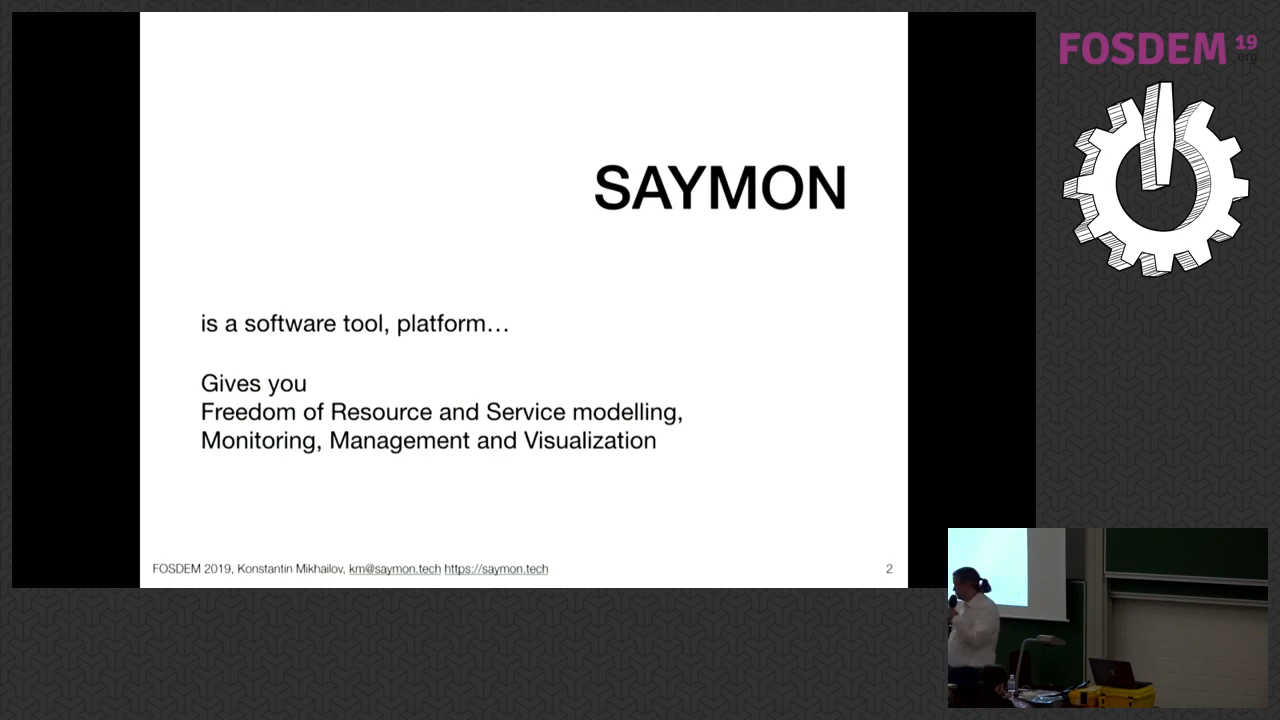 SAYMON
is a software tool, platform…
Gives you
Freedom of Resource and Service modelling,
Monitoring, Management and Visualization
FOSDEM 2019, Konstantin Mikhailov, km@saymon.tech https://saymon.tech
2
FOSDEM 19
.org